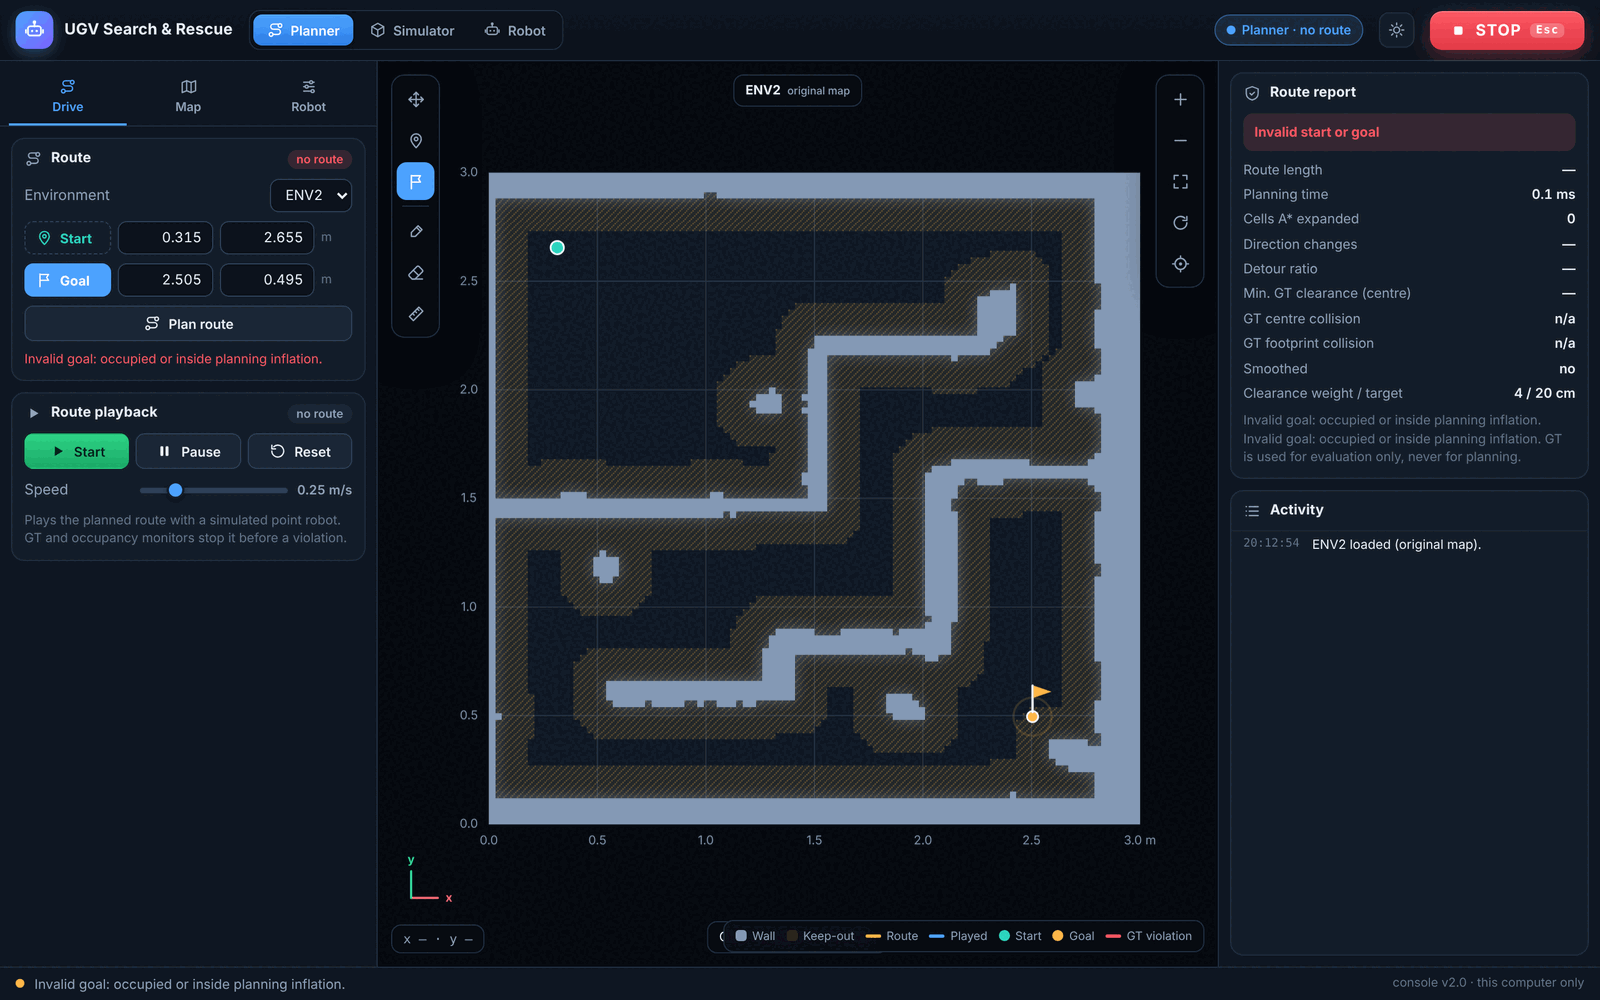 UGV Search & Rescue
Planner
Simulator
Robot
Planner · no route
STOP Esc
Drive
Map
Robot
Route
no route
Environment
ENV2
Start
0.315
2.655
m
Goal
2.505
0.495
m
Plan route
Invalid goal: occupied or inside planning inflation.
Route playback
no route
Start
Pause
Reset
Speed
0.25 m/s
Plays the planned route with a simulated point robot.
GT and occupancy monitors stop it before a violation.
ENV2 original map
3.0
2.5
2.0
1.5
1.0
0.5
0.0
0.0
0.5
1.0
1.5
2.0
2.5
3.0 m
y
x
x — · y —
Wall
Keep-out
Route
Played
Start
Goal
GT violation
Route report
Invalid start or goal
Route length —
Planning time 0.1 ms
Cells A* expanded 0
Direction changes —
Detour ratio —
Min. GT clearance (centre) —
GT centre collision n/a
GT footprint collision n/a
Smoothed no
Clearance weight / target 4 / 20 cm
Invalid goal: occupied or inside planning inflation.
Invalid goal: occupied or inside planning inflation. GT
is used for evaluation only, never for planning.
Activity
20:12:54 ENV2 loaded (original map).
Invalid goal: occupied or inside planning inflation.
console v2.0 · this computer only